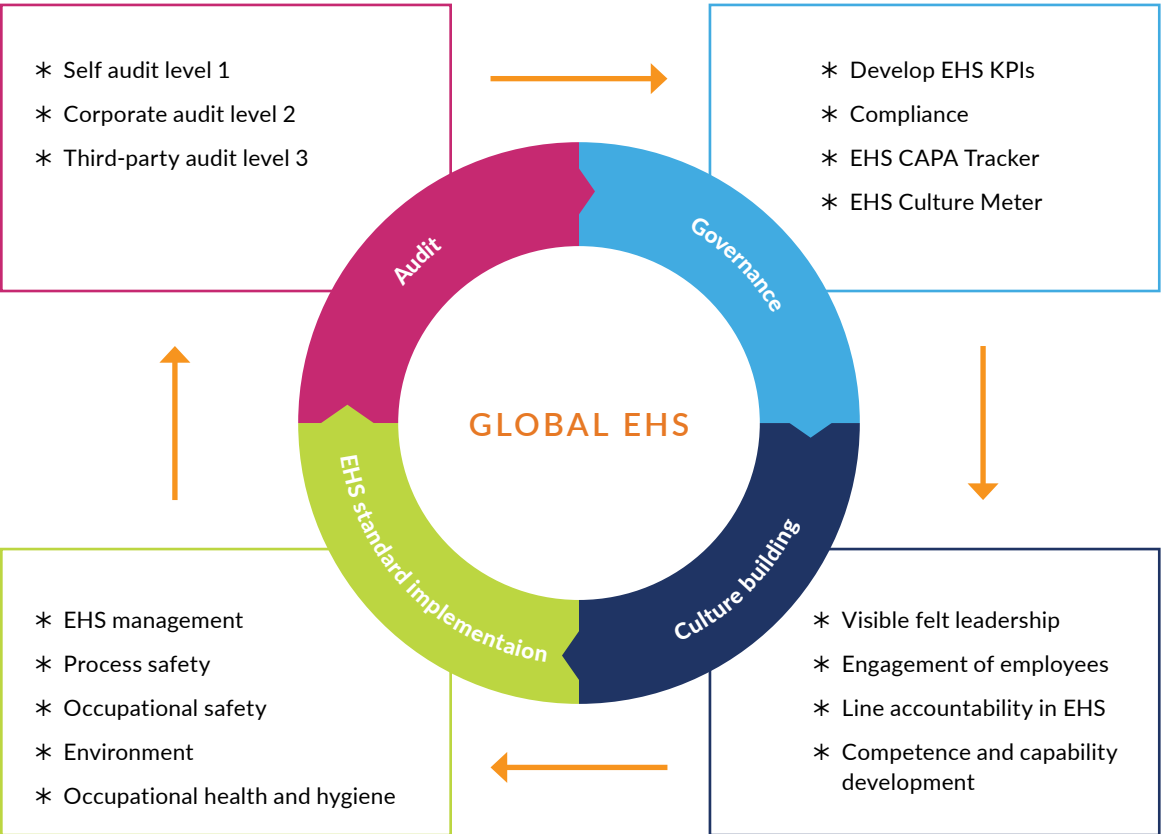 * Self audit level 1
* Corporate audit level 2
* Third-party audit level 3
* Develop EHS KPIs
* Compliance
* EHS CAPA Tracker
* EHS Culture Meter
Audit
Governance
GLOBAL EHS
EHS standard implementaion
Culture building
* EHS management
* Process safety
* Occupational safety
* Environment
* Occupational health and hygiene
* Visible felt leadership
* Engagement of employees
* Line accountability in EHS
* Competence and capability
development